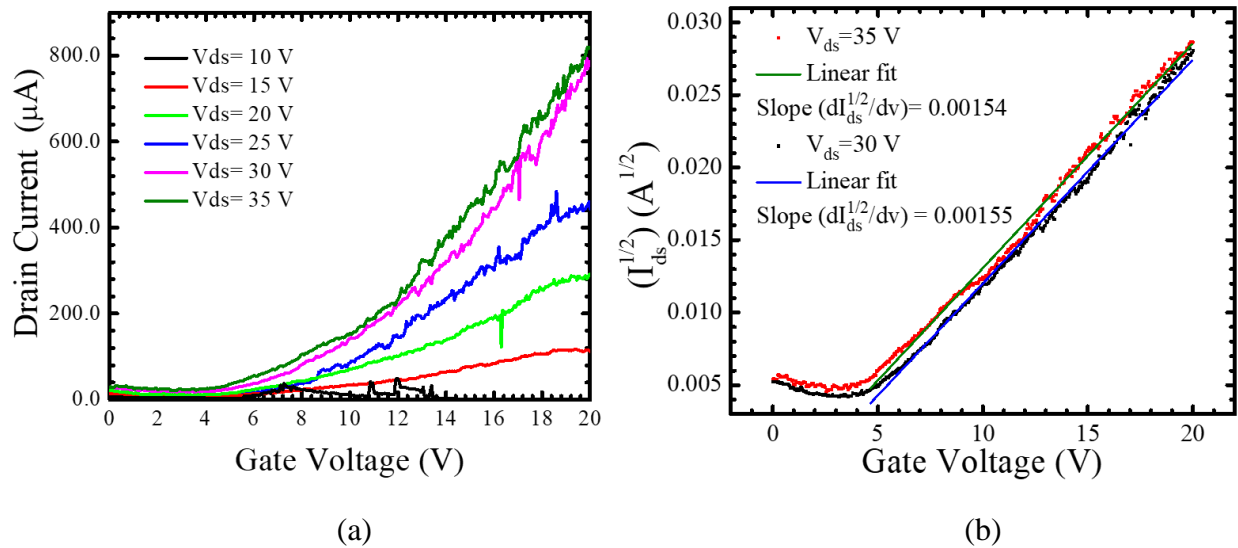 800.0
600.0
400.0
200.0
0.0
Drain Current (μA)
Vds= 10 V
Vds= 15 V
Vds= 20 V
Vds= 25 V
Vds= 30 V
Vds= 35 V
0 2 4 6 8 10 12 14 16 18 20
Gate Voltage (V)
(a)
(b)
0.030
0.025
0.020
0.015
0.010
0.005
(I_ds^1/2) (A^1/2)
(b)
V_ds=35 V
Linear fit
Slope (dI_ds^1/2/dv)= 0.00154
V_ds=30 V
Linear fit
Slope (dI_ds^1/2/dv) = 0.00155
0 5 10 15 20
Gate Voltage (V)